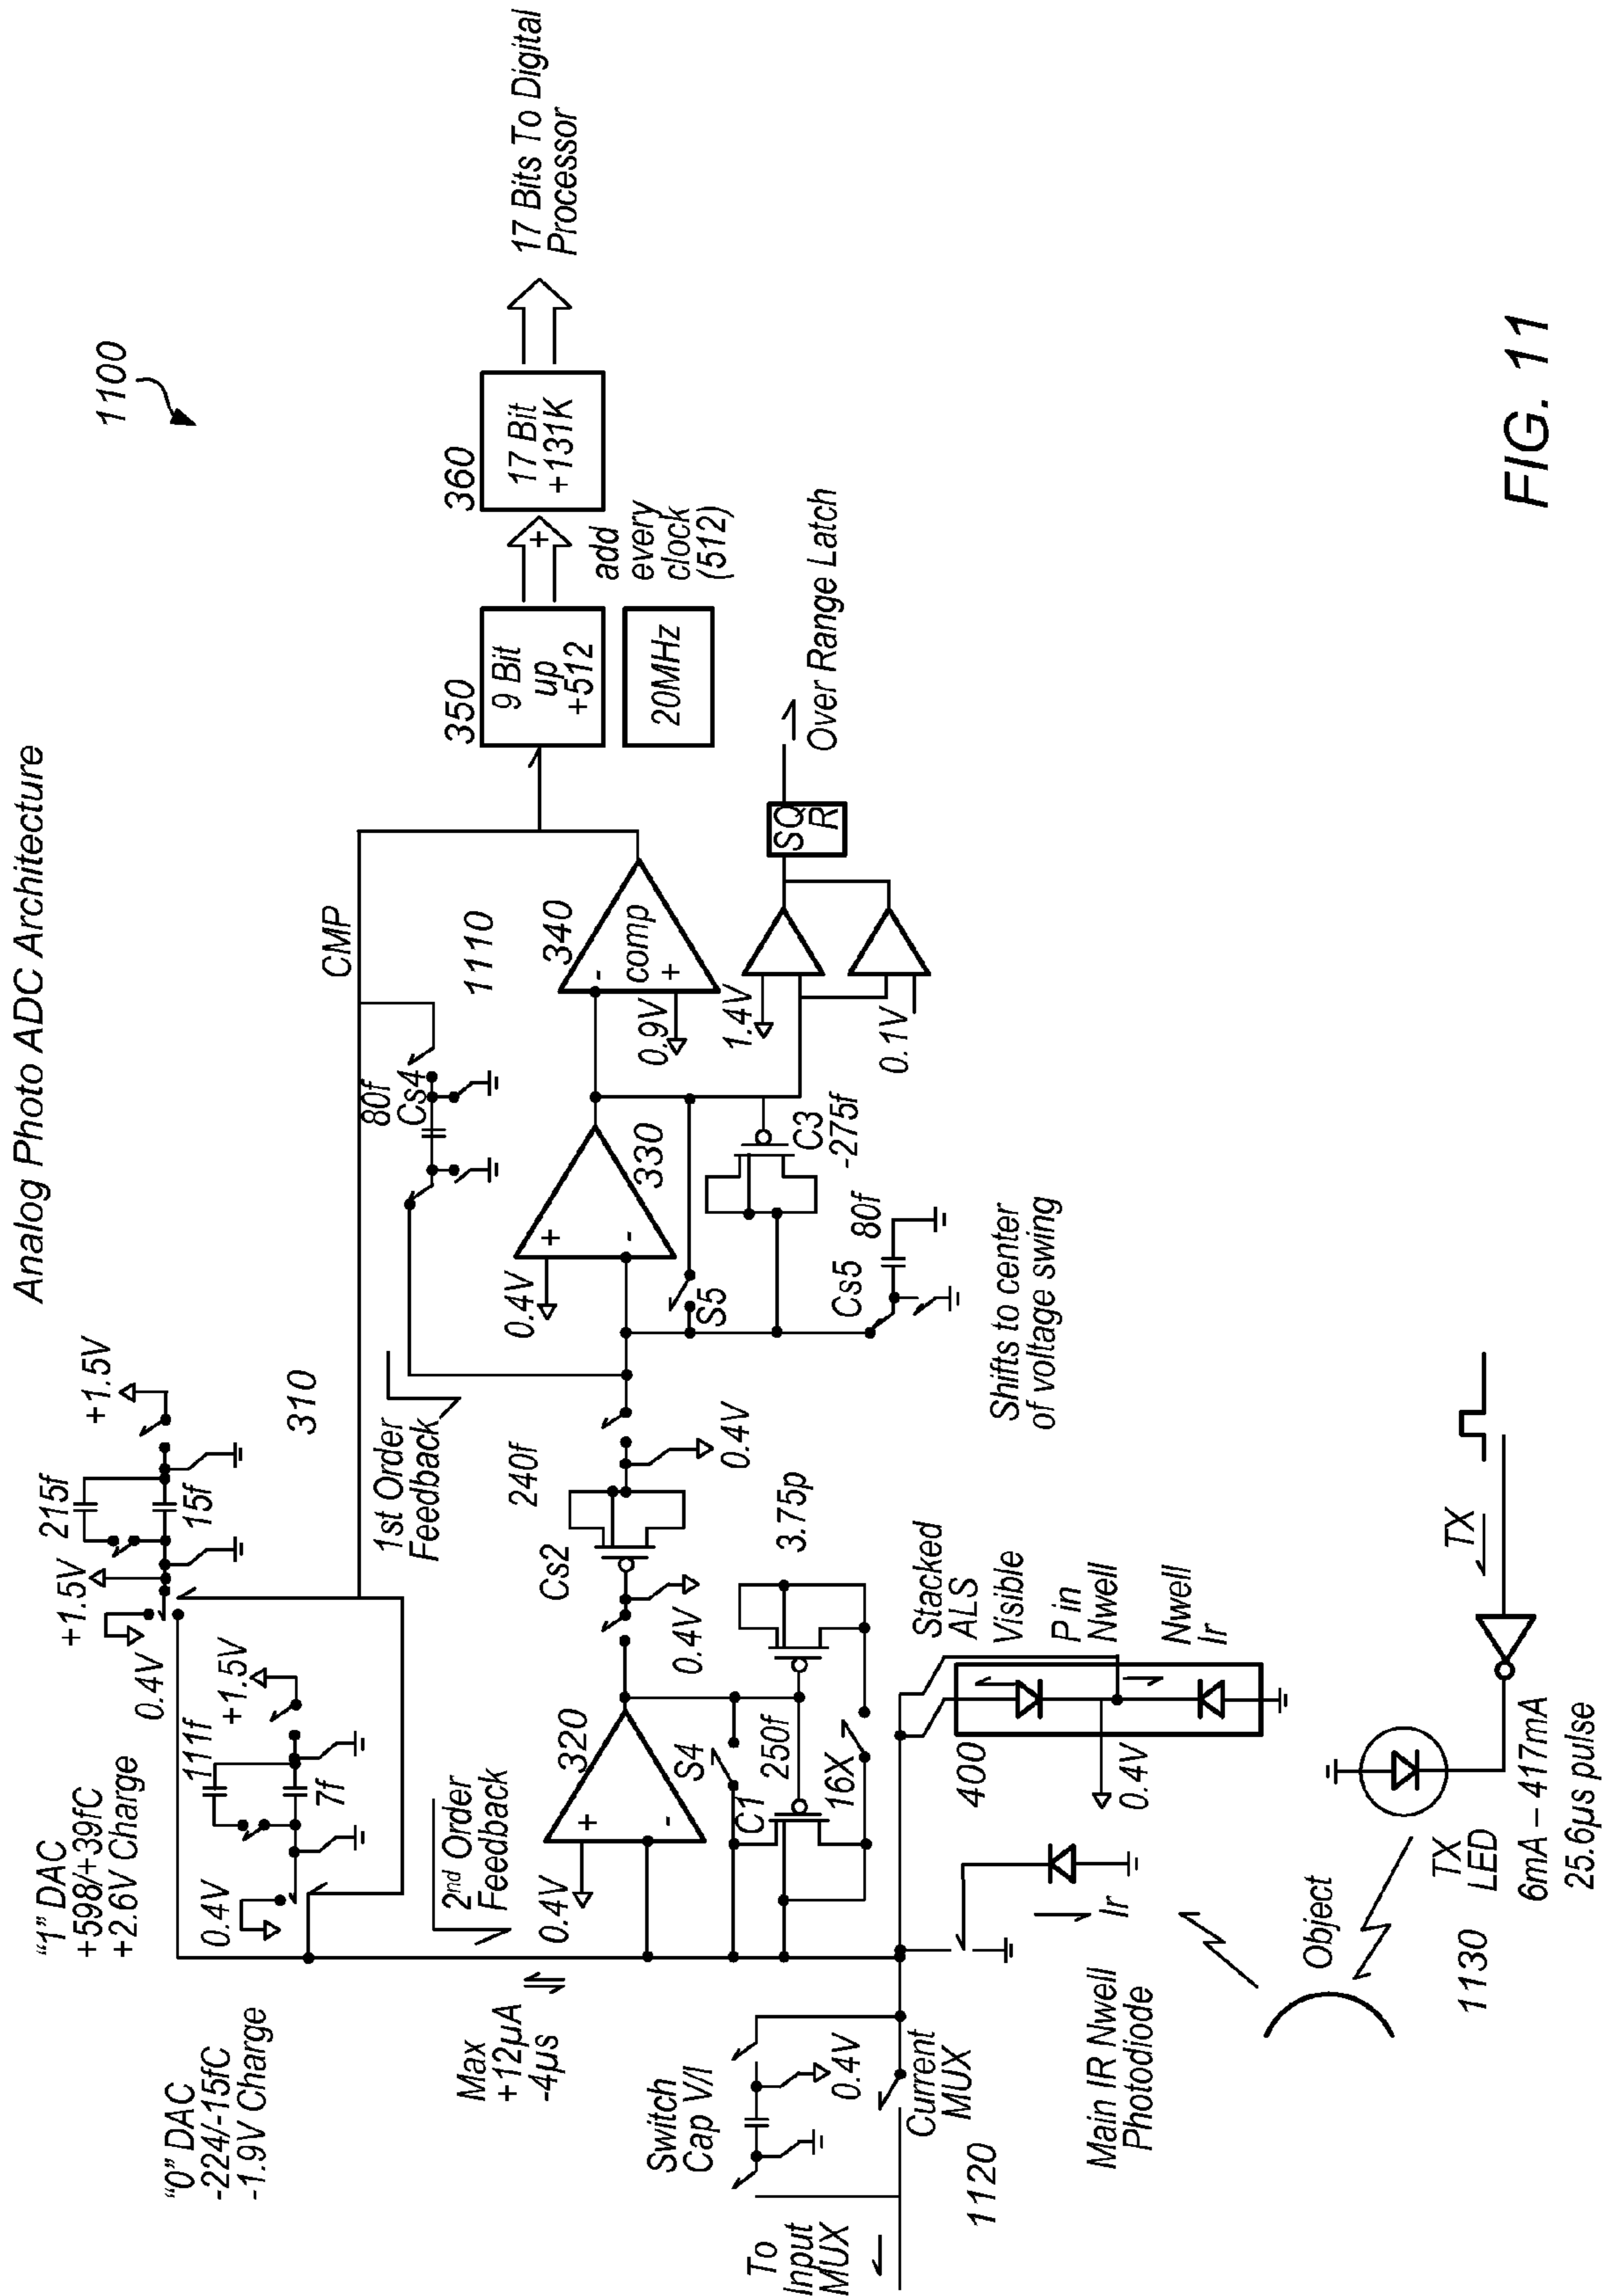 Analog Photo ADC Architecture
1100
"1" DAC
+598/+39fC
+2.6V Charge
"0" DAC
-224/-15fC
-1.9V Charge
+1.5V
215f
15f
+1.5V
0.4V
310
111f
+1.5V
7f
0.4V
CMP
1st Order
Feedback
80f
Cs4
1110
2nd Order
Feedback
Max
+12µA
-4µs
0.4V
320
S4
C1
250f
16X
3.75p
Cs2
240f
0.4V
0.4V
0.4V
330
S5
C3
-275f
Cs5
80f
Shifts to center
of voltage swing
340
-
comp
+
0.9V
1.4V
0.1V
SQ
R
Over Range Latch
350
9 Bit
up
+512
20MHz
add
every
clock
(512)
360
17 Bit
+131K
17 Bits To Digital
Processor
Switch
Cap V/I
0.4V
To
Input
MUX
Current
MUX
1120
Main IR Nwell
Photodiode
Ir
400
0.4V
Stacked
ALS
Visible
P in
Nwell
Nwell
Ir
Object
1130
TX
LED
6mA – 417mA
25.6µs pulse
TX
FIG. 11